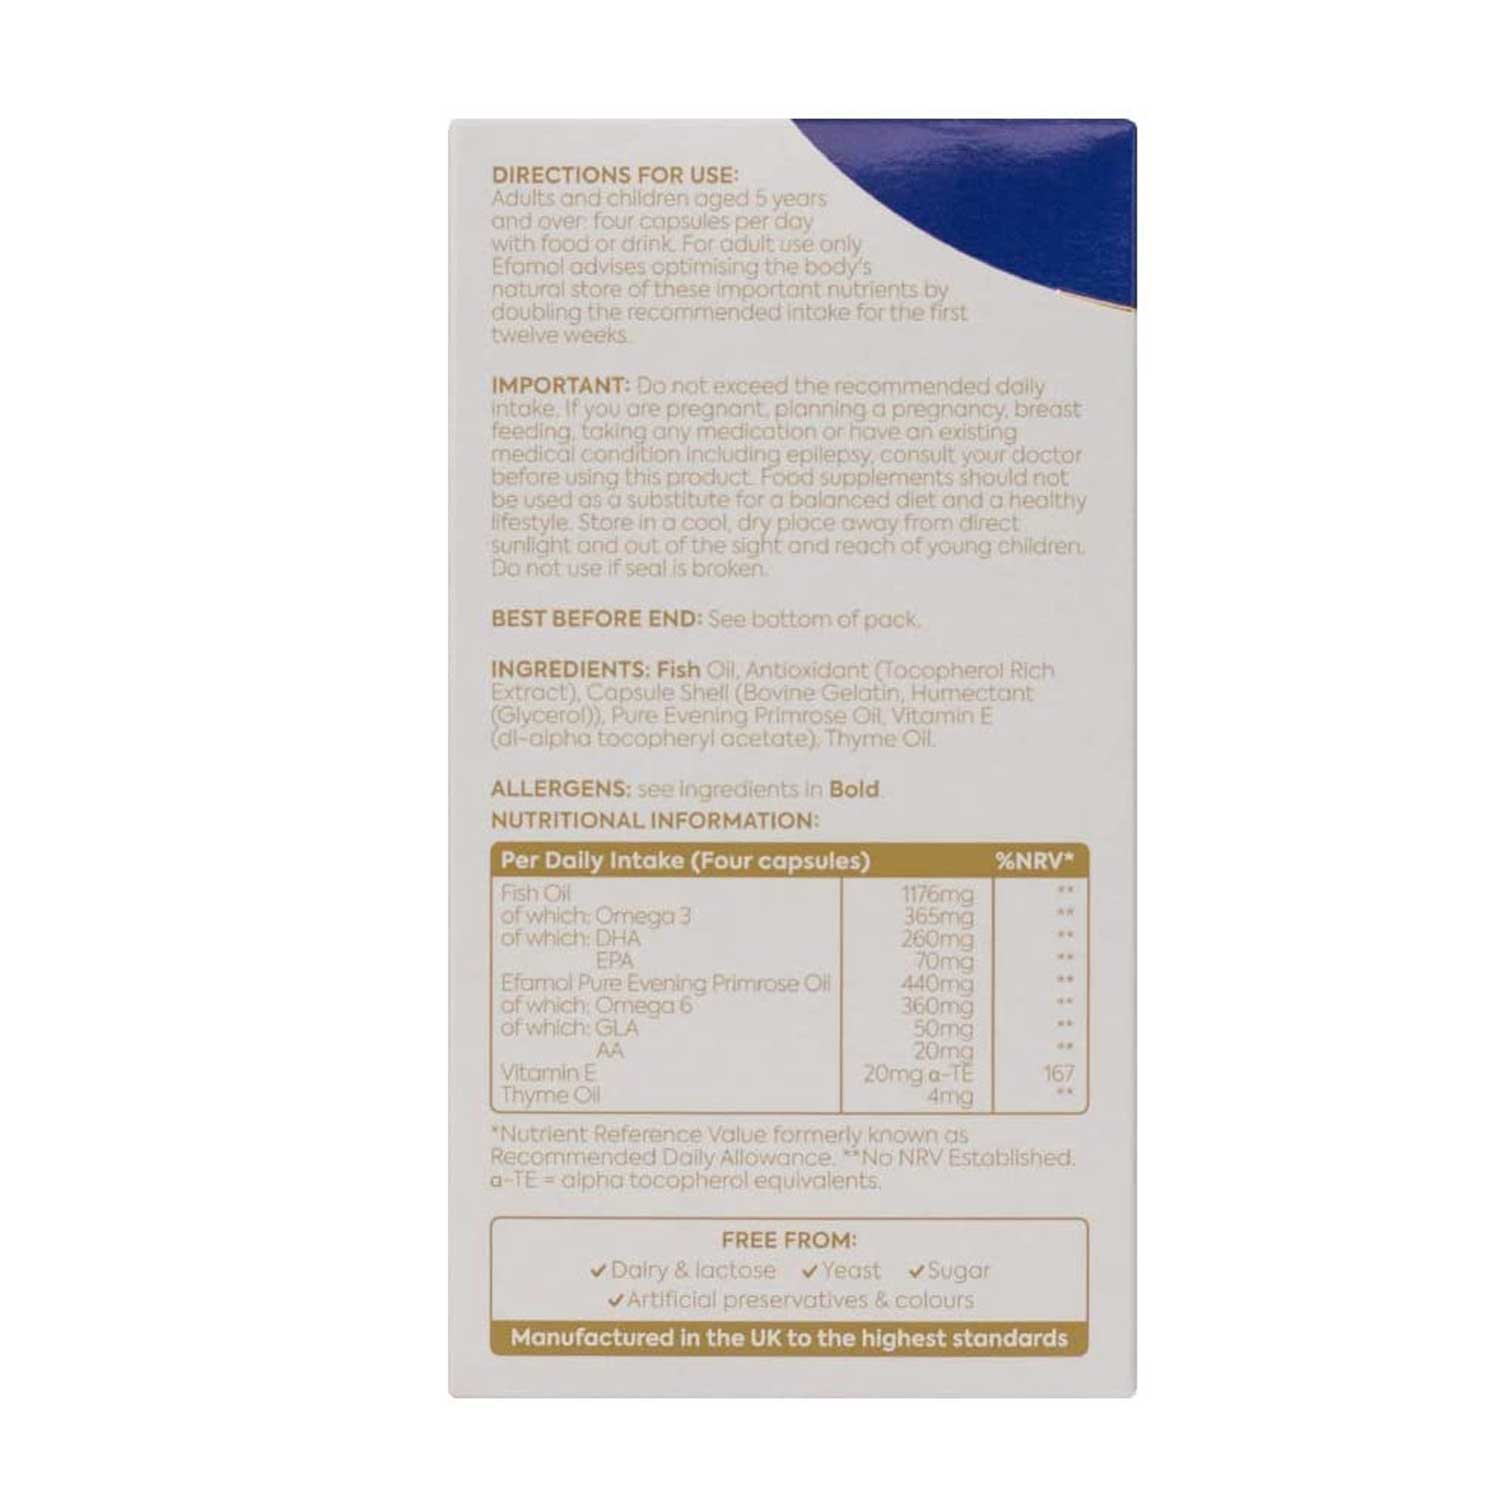 DIRECTIONS FOR USE:
Adults and children aged 5 years
and over: four capsules per day
with food or drink. For adult use only
Efamol advises optimising the body's
natural store of these important nutrients by
doubling the recommended intake for the first
twelve weeks.
IMPORTANT: Do not exceed the recommended daily
intake. If you are pregnant, planning a pregnancy, breast
feeding, taking any medication or have an existing
medical condition including epilepsy, consult your doctor
before using this product. Food supplements should not
be used as a substitute for a balanced diet and a healthy
lifestyle. Store in a cool, dry place away from direct
sunlight and out of the sight and reach of young children.
Do not use if seal is broken.
BEST BEFORE END: See bottom of pack.
INGREDIENTS: Fish Oil, Antioxidant (Tocopherol Rich
Extract), Capsule Shell (Bovine Gelatin, Humectant
(Glycerol)), Pure Evening Primrose Oil, Vitamin E
(dl-alpha tocopheryl acetate), Thyme Oil.
ALLERGENS: see ingredients in Bold.
NUTRITIONAL INFORMATION:
Per Daily Intake (Four capsules) %NRV*
Fish Oil 1176mg **
of which: Omega 3 365mg **
of which: DHA 260mg **
EPA 70mg **
Efamol Pure Evening Primrose Oil 440mg **
of which: Omega 6 360mg **
of which: GLA 50mg **
AA 20mg **
Vitamin E 20mg α-TE 167
Thyme Oil 4mg **
*Nutrient Reference Value formerly known as
Recommended Daily Allowance. **No NRV Established.
α-TE = alpha tocopherol equivalents.
FREE FROM:
✓Dairy & lactose ✓Yeast ✓Sugar
✓Artificial preservatives & colours
Manufactured in the UK to the highest standards